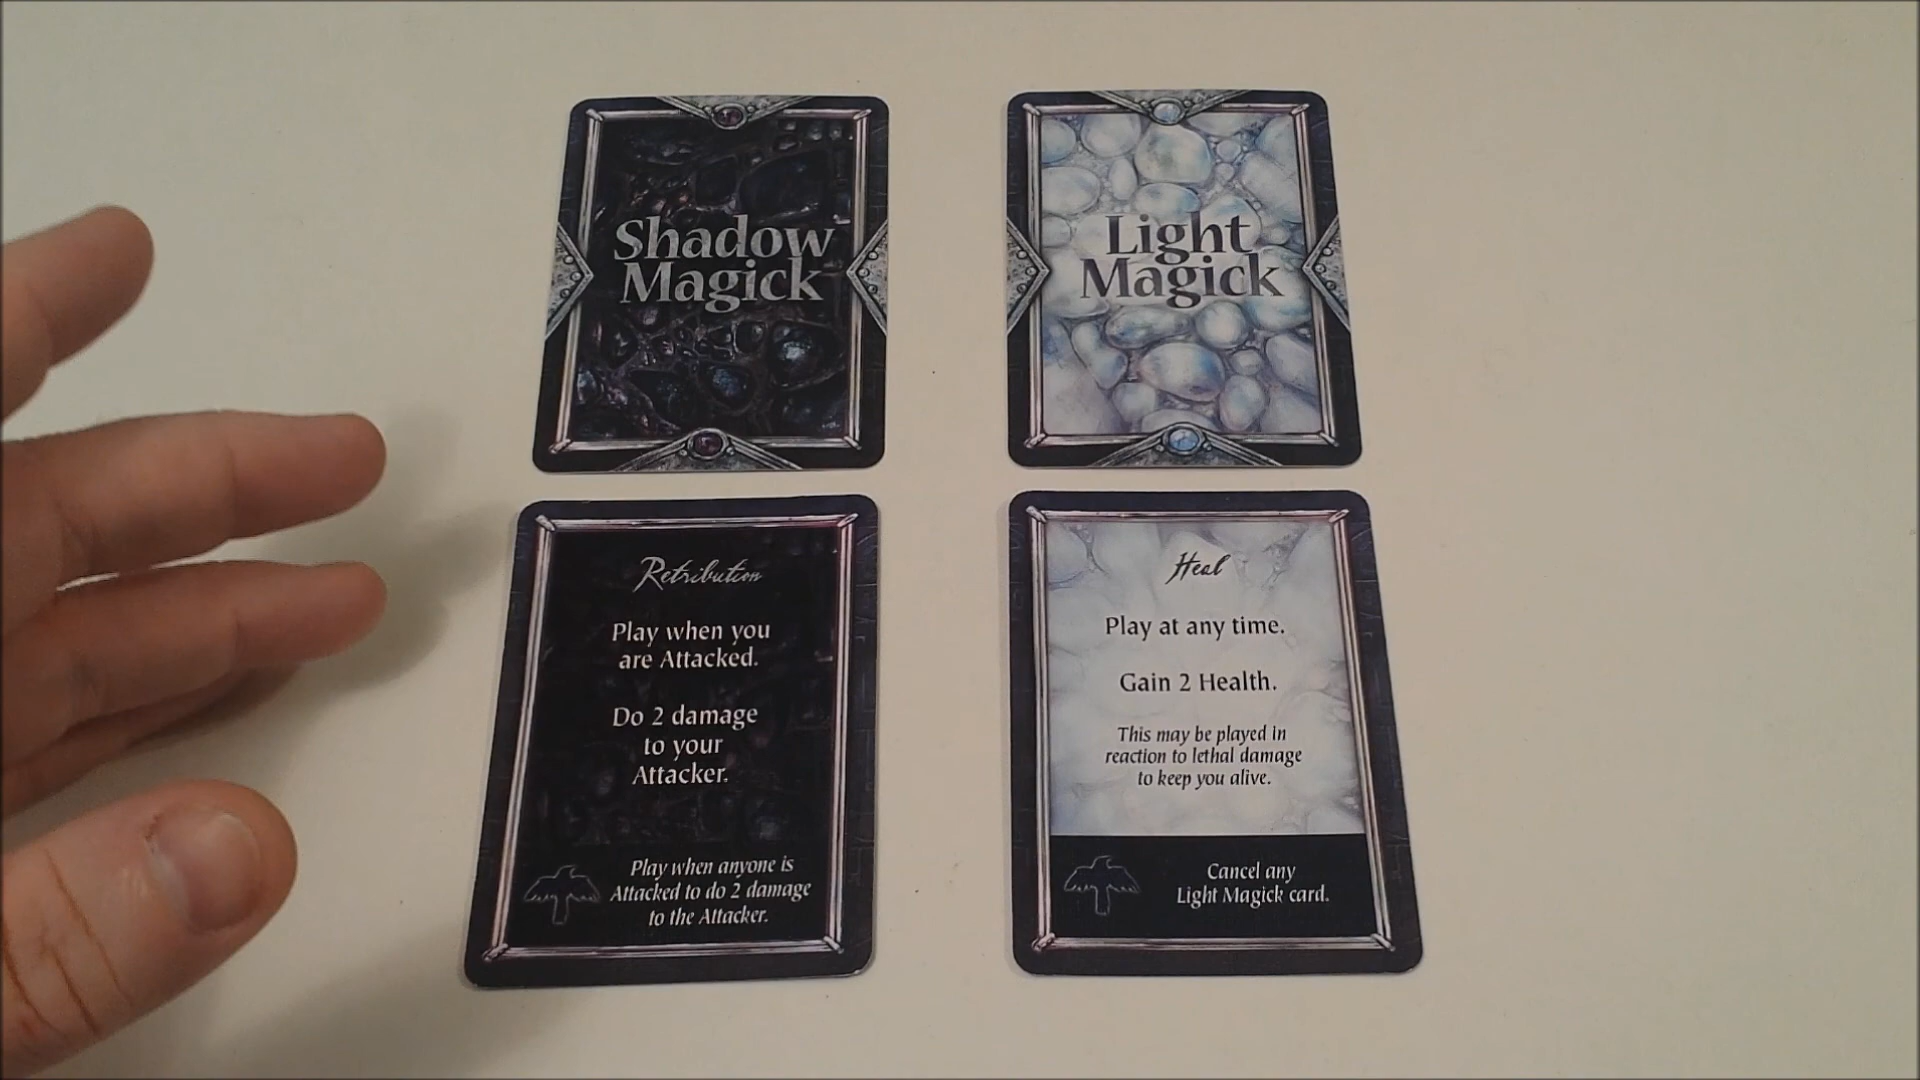 Shadow
Magick
Light
Magick
Retribution
Play when you
are Attacked.
Do 2 damage
to your
Attacker.
Play when anyone is
Attacked to do 2 damage
to the Attacker.
Heal
Play at any time.
Gain 2 Health.
This may be played in
reaction to lethal damage
to keep you alive.
Cancel any
Light Magick card.